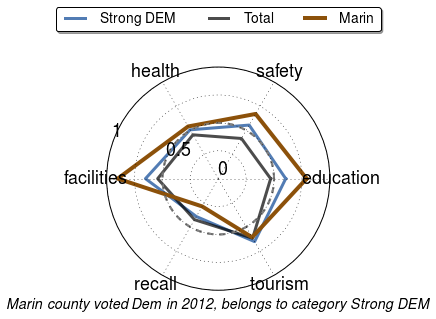 Strong DEM Total Marin
health safety
1
0.5
0
facilities education
recall tourism
Marin county voted Dem in 2012, belongs to category Strong DEM